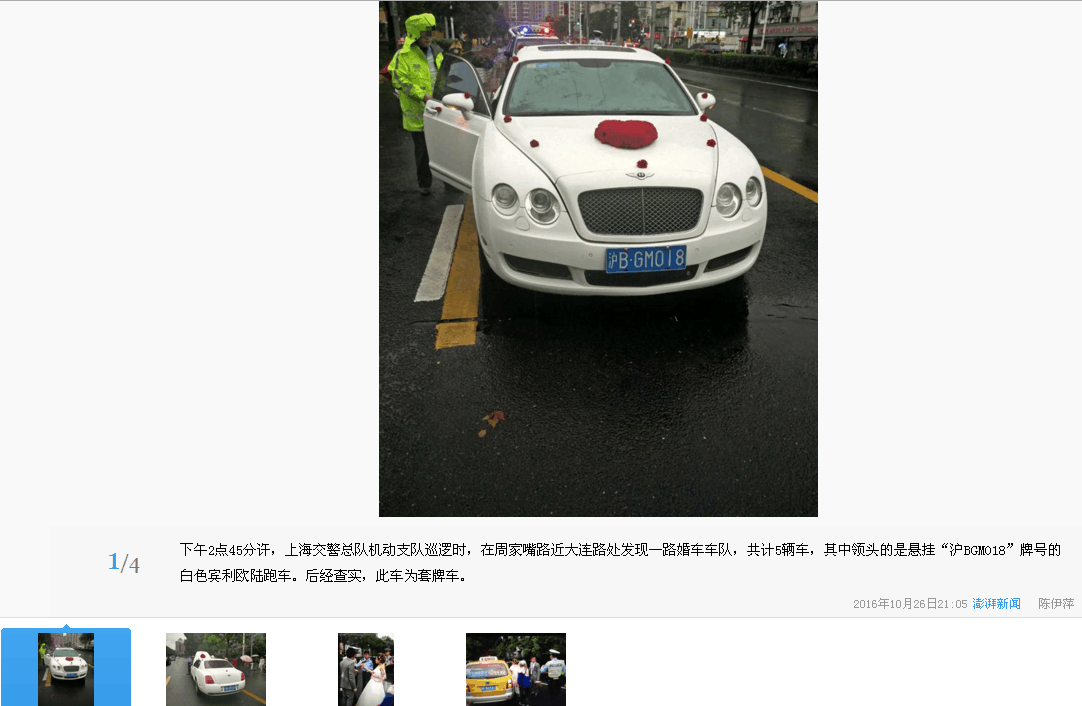 沪B·GM018
1/4
下午2点45分许，上海交警总队机动支队巡逻时，在周家嘴路近大连路处发现一路婚车车队，共计5辆车，其中领头的是悬挂“沪BGM018”牌号的
白色宾利欧陆跑车。后经查实，此车为套牌车。
2016年10月26日21:05 澎湃新闻 陈伊萍